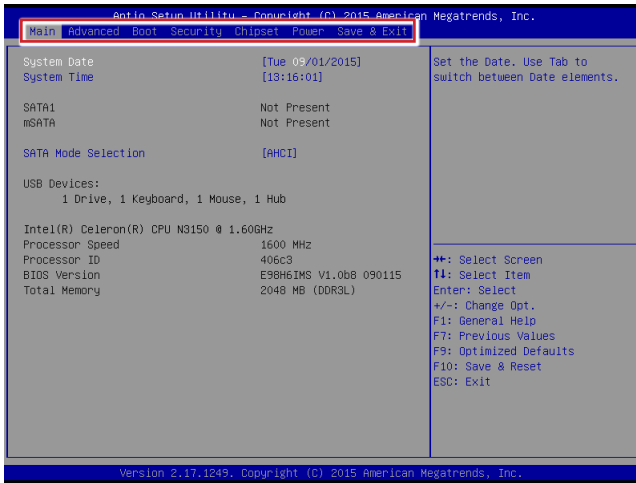 Aptio Setup Utility – Copyright (C) 2015 American Megatrends, Inc.
Main Advanced Boot Security Chipset Power Save & Exit
System Date [Tue 09/01/2015] Set the Date. Use Tab to
System Time [13:16:01] switch between Date elements.
SATA1 Not Present
mSATA Not Present
SATA Mode Selection [AHCI]
USB Devices:
1 Drive, 1 Keyboard, 1 Mouse, 1 Hub
Intel(R) Celeron(R) CPU N3150 @ 1.60GHz
Processor Speed 1600 MHz
Processor ID 406c3 →←: Select Screen
BIOS Version E98H6IMS V1.0b8 090115 ↑↓: Select Item
Total Memory 2048 MB (DDR3L) Enter: Select
+/-: Change Opt.
F1: General Help
F7: Previous Values
F9: Optimized Defaults
F10: Save & Reset
ESC: Exit
Version 2.17.1249. Copyright (C) 2015 American Megatrends, Inc.